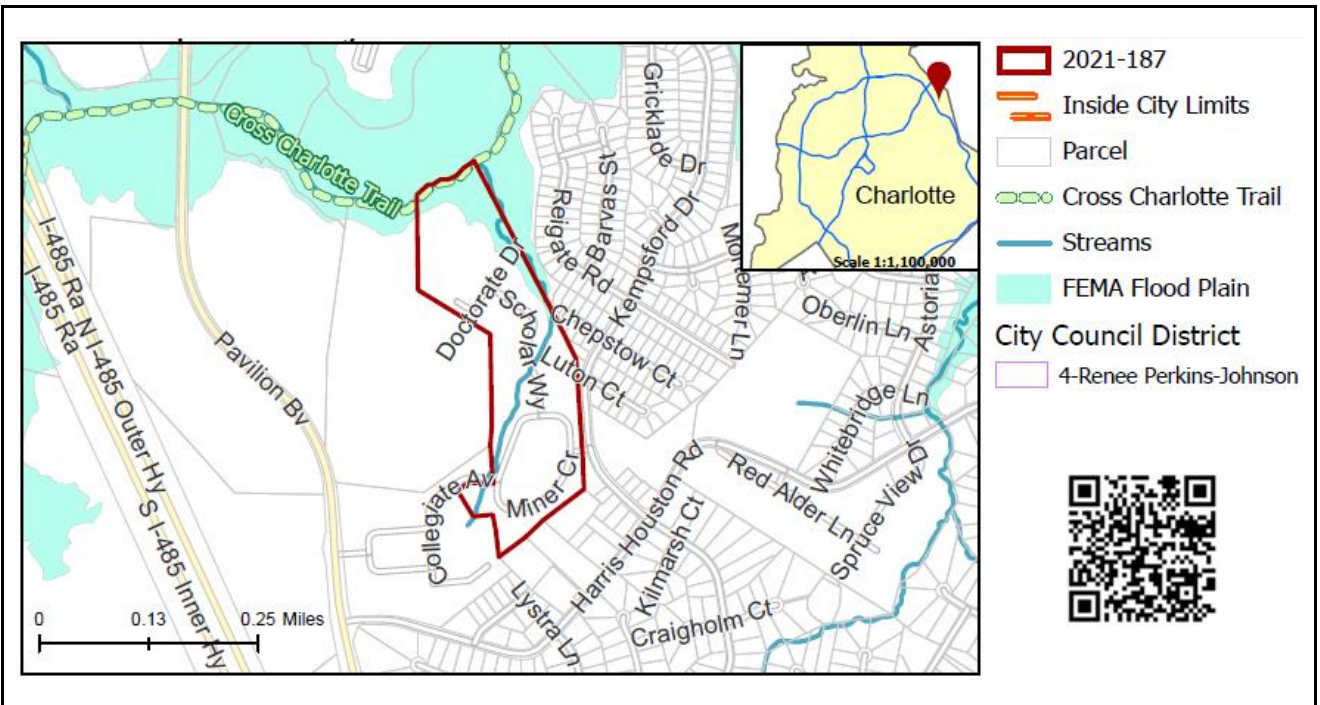 2021-187
Inside City Limits
Parcel
Cross Charlotte Trail
Streams
FEMA Flood Plain
City Council District
4-Renee Perkins-Johnson
Charlotte
Scale 1:1,100,000
Cross Charlotte Trail
Gricklade Dr
Barvas St
Reigate Rd
Kempsford Dr
Mortemer Ln
Oberlin Ln
Astoria Dr
I-485 Ra N I-485 Outer Hy
I-485 Ra
S I-485 Inner Hy
Pavilion Bv
Doctorate Dr
Scholar Wy
Chepstow Ct
Luton Ct
Whitebridge Ln
Collegiate Av
Miner Cr
Harris Houston Rd
Red Alder Ln
Spruce View
Kilmarsh Ct
Lystra Ln
Craigholm Ct
0 0.13 0.25 Miles